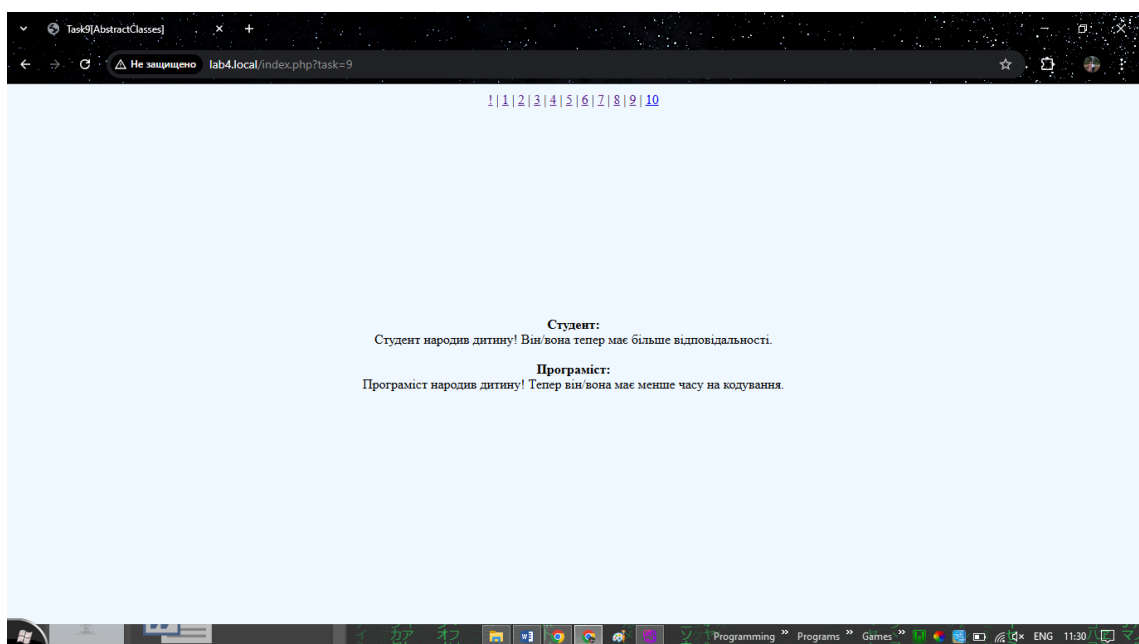 Task9[AbstractClasses]
Не защищено lab4.local/index.php?task=9
! | 1 | 2 | 3 | 4 | 5 | 6 | 7 | 8 | 9 | 10
Студент:
Студент народив дитину! Він/вона тепер має більше відповідальності.
Програміст:
Програміст народив дитину! Тепер він/вона має менше часу на кодування.
Programming » Programs » Games » ENG 11:30